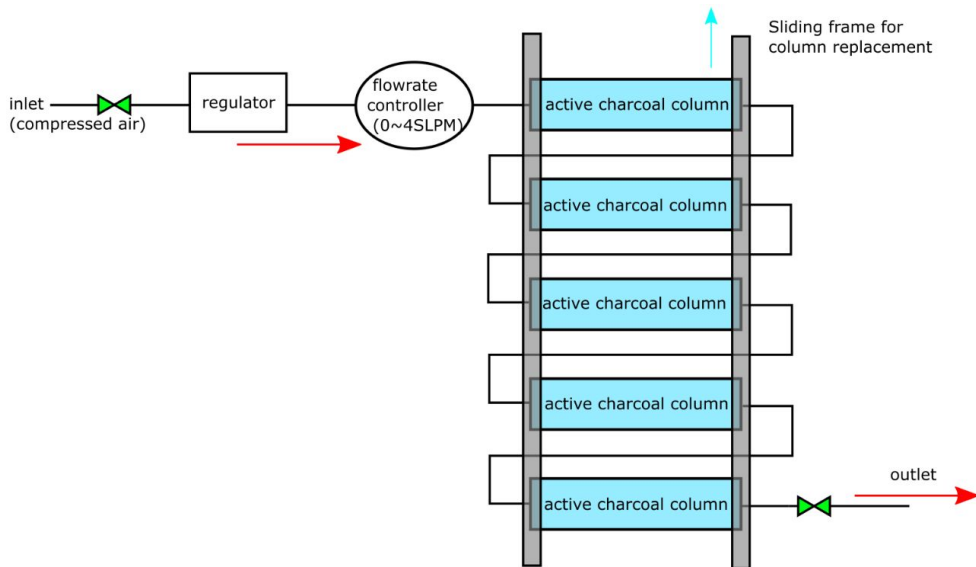 Sliding frame for
column replacement
inlet
(compressed air)
regulator
flowrate
controller
(0~4SLPM)
active charcoal column
active charcoal column
active charcoal column
active charcoal column
active charcoal column
outlet